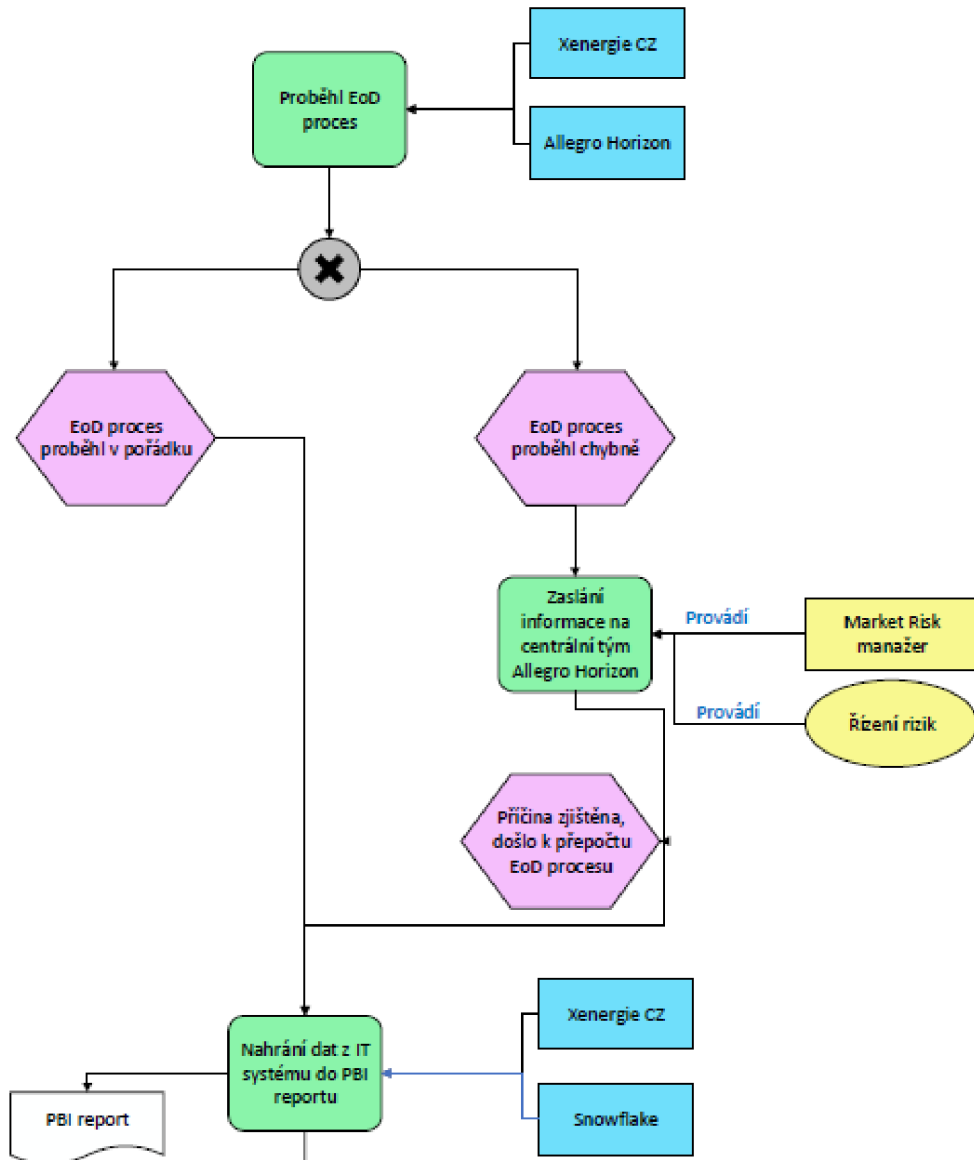 Xenergie CZ
Proběhl EoD
proces
Allegro Horizon
EoD proces
proběhl v pořádku
EoD proces
proběhl chybně
Zaslání
informace na
centrální tým
Allegro Horizon
Provádí
Market Risk
manažer
Provádí
Řízení rizik
Příčina zjištěna,
došlo k přepočtu
EoD procesu
Xenergie CZ
Nahrání dat z IT
systému do PBI
reportu
PBI report
Snowflake